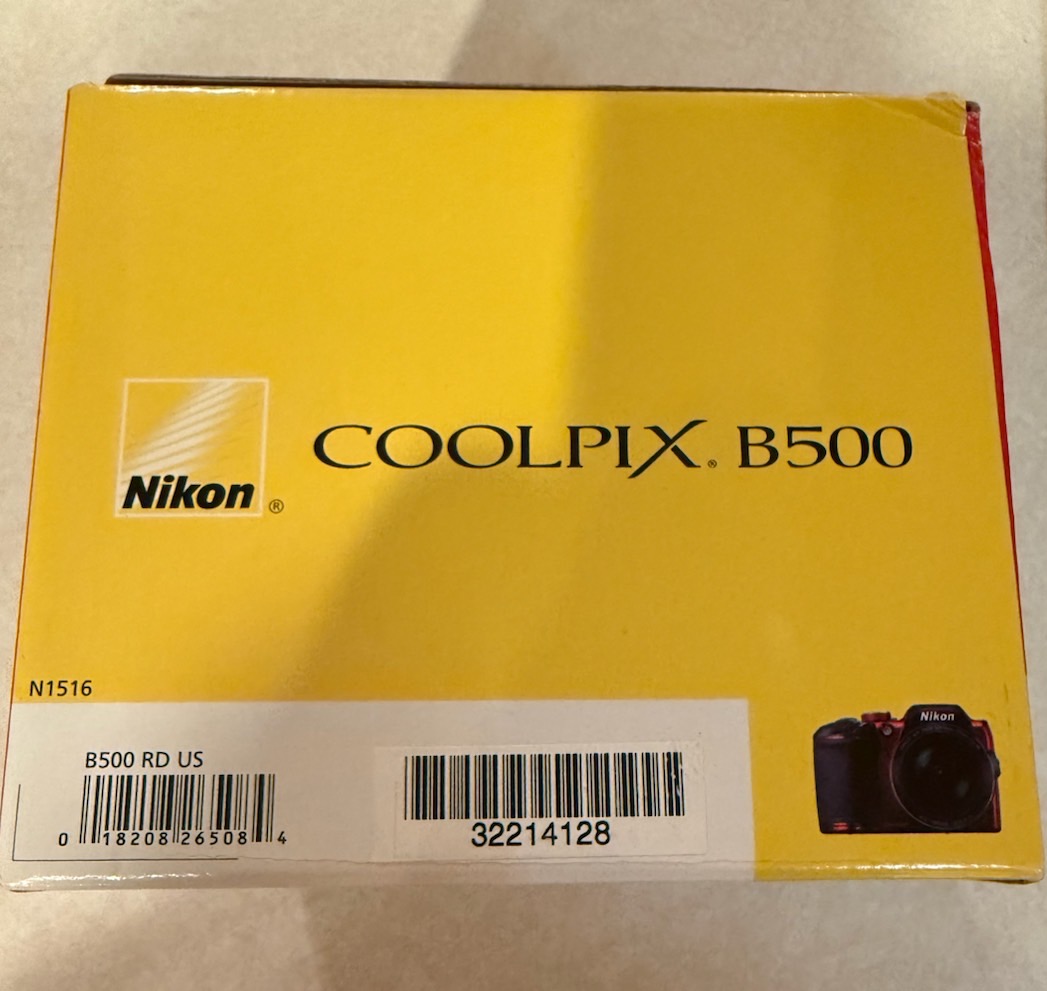 Nikon®
COOLPIX® B500
N1516
Nikon
B500 RD US
0 18208 26508 4
32214128